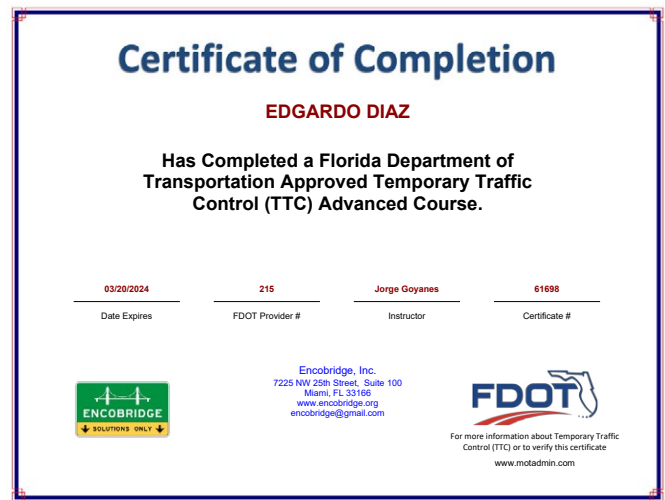 Certificate of Completion
EDGARDO DIAZ
Has Completed a Florida Department of
Transportation Approved Temporary Traffic
Control (TTC) Advanced Course.
03/20/2024 215 Jorge Goyanes 61698
Date Expires FDOT Provider # Instructor Certificate #
Encobridge, Inc.
7225 NW 25th Street, Suite 100
Miami, FL 33166
www.encobridge.org
encobridge@gmail.com
ENCOBRIDGE
SOLUTIONS ONLY
FDOT
For more information about Temporary Traffic
Control (TTC) or to verify this certificate
www.motadmin.com